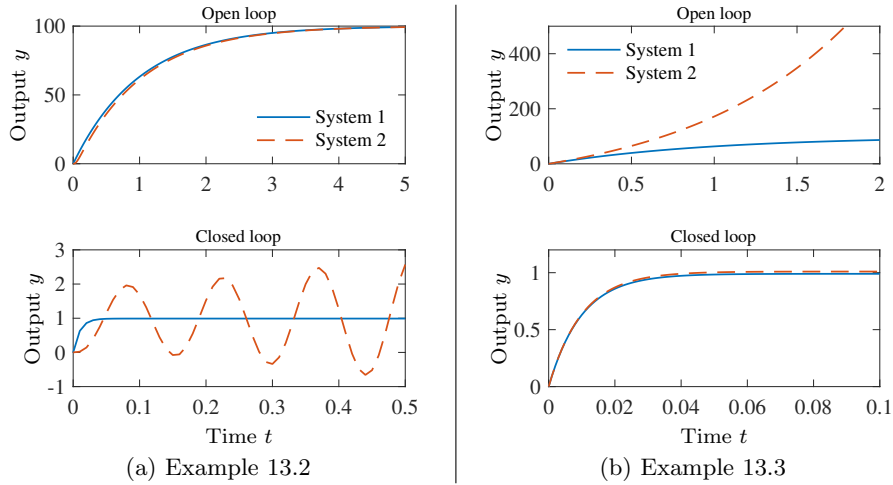 Open loop
Output y
100
50
0
System 1
System 2
0 1 2 3 4 5
Closed loop
Output y
3
2
1
0
-1
0 0.1 0.2 0.3 0.4 0.5
Time t
(a) Example 13.2
Open loop
Output y
400
200
0
System 1
System 2
0 0.5 1 1.5 2
Closed loop
Output y
1
0.5
0
0 0.02 0.04 0.06 0.08 0.1
Time t
(b) Example 13.3